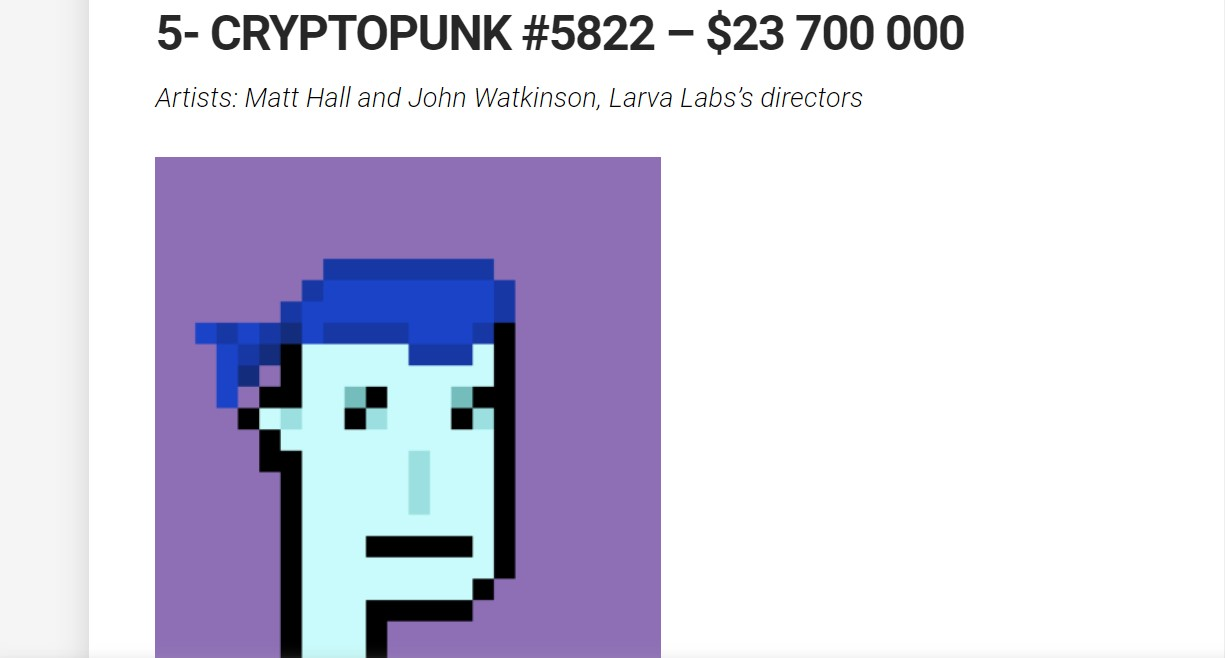 5- CRYPTOPUNK #5822 – $23 700 000
Artists: Matt Hall and John Watkinson, Larva Labs’s directors